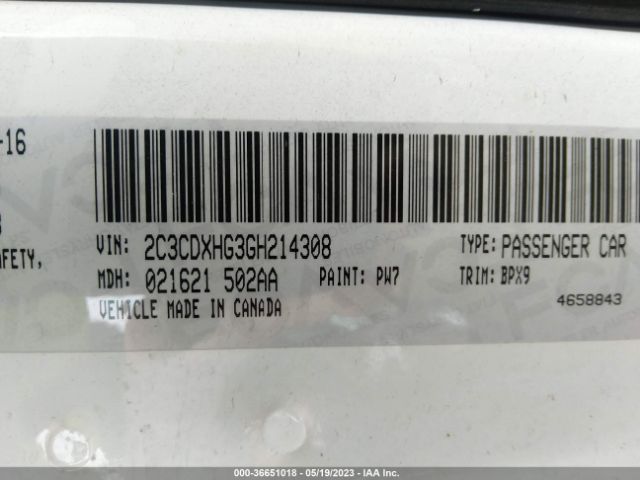 -16
AFETY,
VIN: 2C3CDXHG3GH214308 TYPE: PASSENGER CAR
MDH: 021621 502AA PAINT: PW7 TRIM: BPX9
VEHICLE MADE IN CANADA 4658843
000-36651018 - 05/19/2023 - IAA Inc.